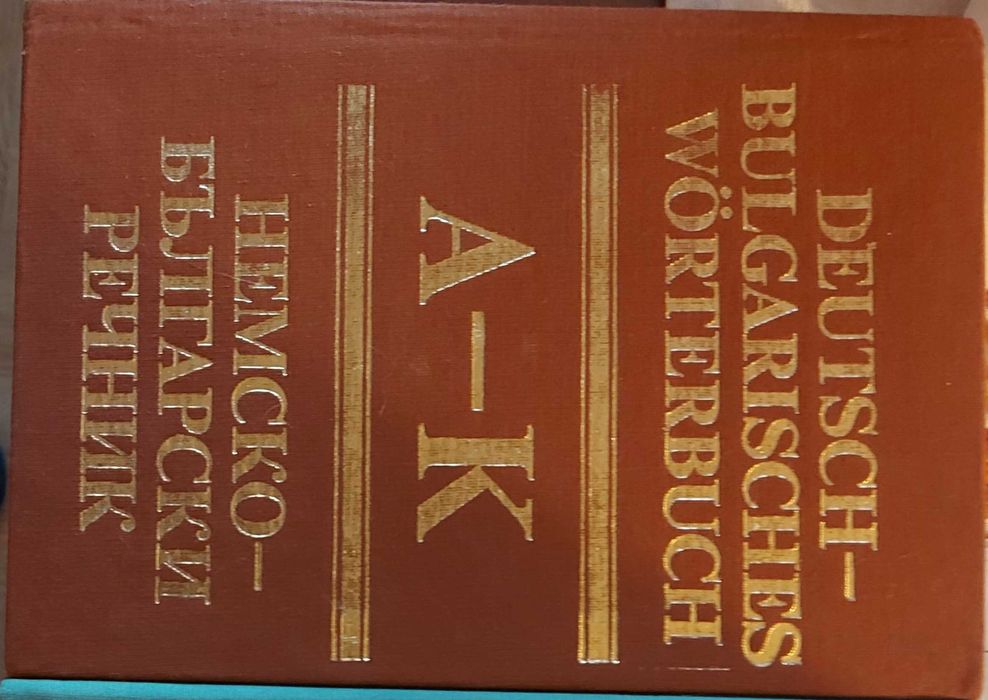 DEUTSCH–
BULGARISCHES
WÖRTERBUCH
A–K
НЕМСКО–
БЪЛГАРСКИ
РЕЧНИК